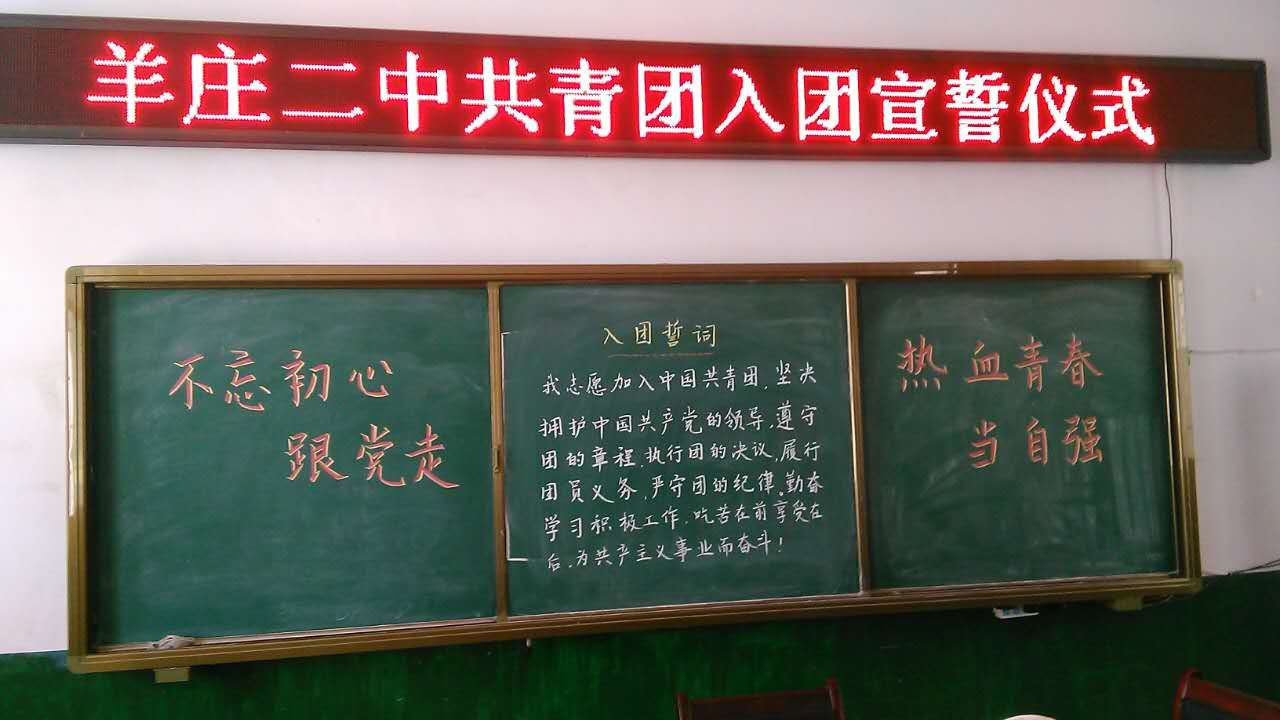 羊庄二中共青团入团宣誓仪式
不忘初心
跟党走
入团誓词
我志愿加入中国共青团,坚决
拥护中国共产党的领导,遵守
团的章程,执行团的决议,履行
团员义务,严守团的纪律。勤奋
学习积极工作,吃苦在前享受在
后,为共产主义事业而奋斗!
热血青春
当自强